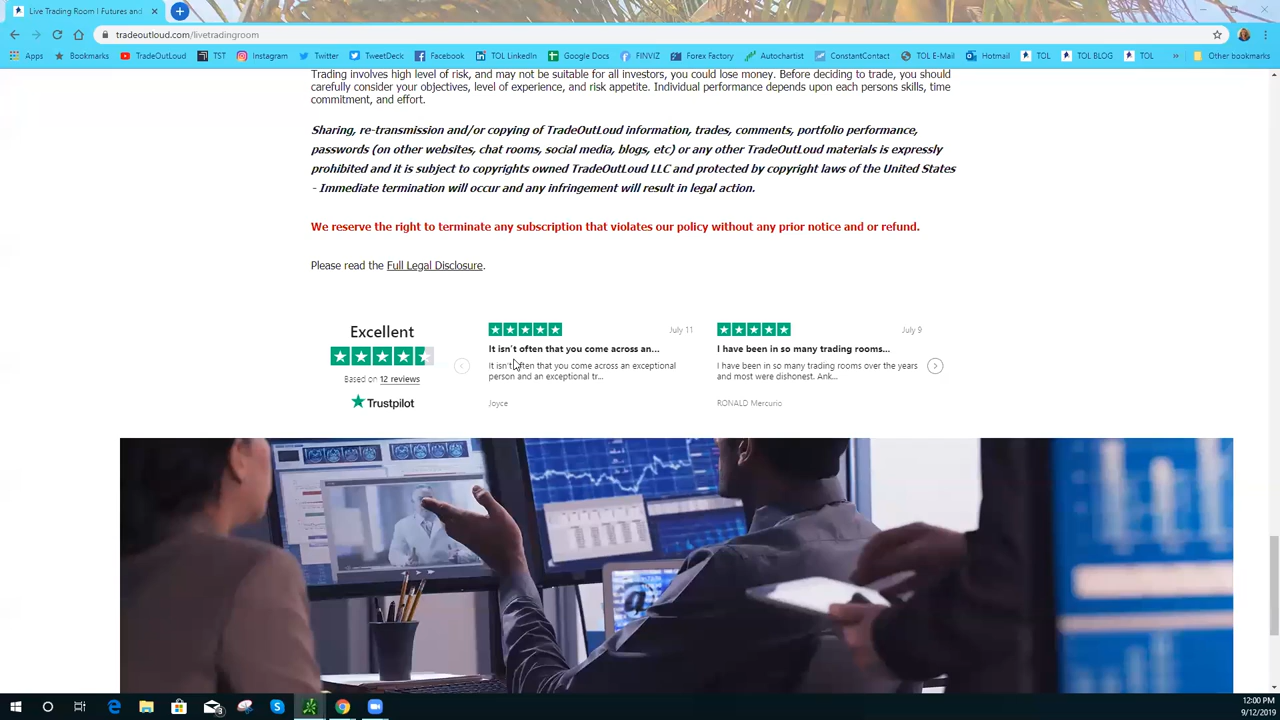 Live Trading Room I Futures and
tradeoutloud.com/livetradingroom
Apps Bookmarks TradeOutLoud TST Instagram Twitter TweetDeck Facebook TOL LinkedIn Google Docs FINVIZ Forex Factory Autochartist ConstantContact TOL E-Mail Hotmail TOL TOL BLOG TOL » Other bookmarks
Trading involves high level of risk, and may not be suitable for all investors, you could lose money. Before deciding to trade, you should
carefully consider your objectives, level of experience, and risk appetite. Individual performance depends upon each persons skills, time
commitment, and effort.
Sharing, re-transmission and/or copying of TradeOutLoud information, trades, comments, portfolio performance,
passwords (on other websites, chat rooms, social media, blogs, etc) or any other TradeOutLoud materials is expressly
prohibited and it is subject to copyrights owned TradeOutLoud LLC and protected by copyright laws of the United States
- Immediate termination will occur and any infringement will result in legal action.
We reserve the right to terminate any subscription that violates our policy without any prior notice and or refund.
Please read the Full Legal Disclosure.
Excellent
Based on 12 reviews
Trustpilot
July 11
It isn't often that you come across an...
It isn't often that you come across an exceptional
person and an exceptional tr...
Joyce
July 9
I have been in so many trading rooms...
I have been in so many trading rooms over the years
and most were dishonest. Ank...
RONALD Mercurio
@
3
12:00 PM
9/12/2019